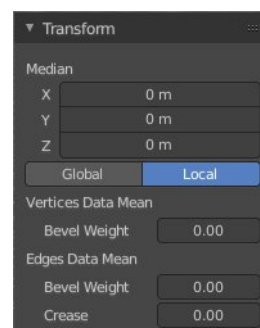 Transform
Median
X 0 m
Y 0 m
Z 0 m
Global Local
Vertices Data Mean
Bevel Weight 0.00
Edges Data Mean
Bevel Weight 0.00
Crease 0.00